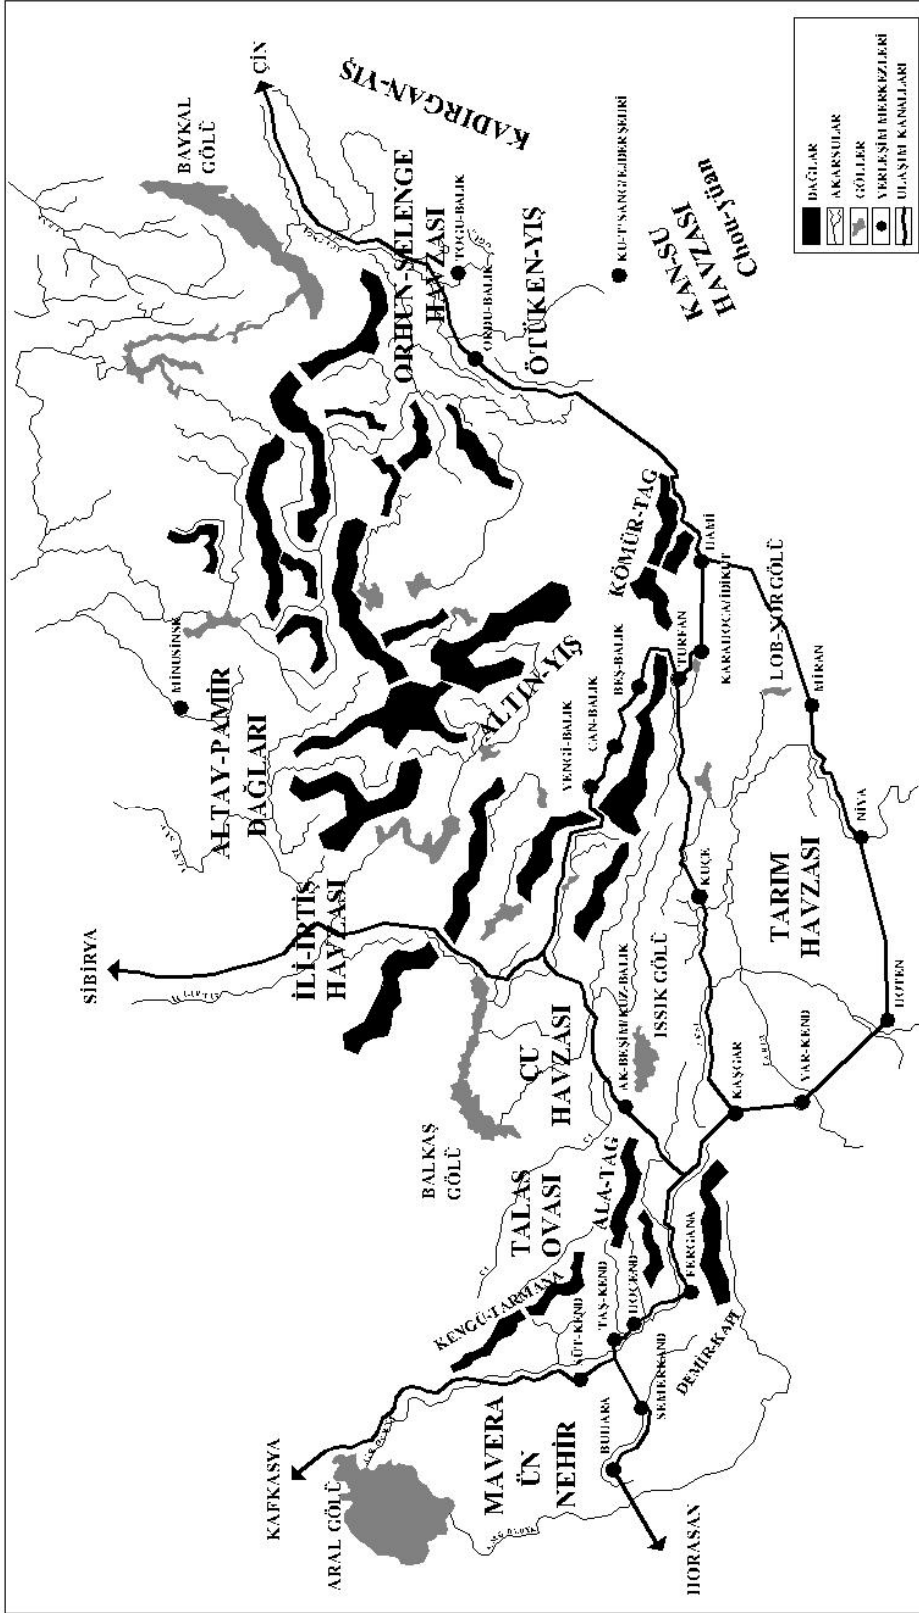 KAFKASYA
ARAL GÖLÜ
MAVERA
ÜN
NEHİR
BUHARA
HORASAN
SEMERKAND
DEMİR-KAPI
SÜT-KEND
TAŞ-KEND
HOCEND
FERGANA
KENGÜ-TARMANA
TALAS
OVASI
ALA-TAG
BALKAŞ
GÖLÜ
ÇU
HAVZASI
AK-BEŞİM/KUZ-BALIK
ISSIK GÖLÜ
KAŞGAR
YAR-KEND
HOTEN
SİBİRYA
İLİ-İRTİŞ
HAVZASI
TARIM
HAVZASI
KUÇE
NİYA
MİRAN
LOB-NOR GÖLÜ
ALTAY-PAMİR
DAĞLARI
MİNUSİNSK
ALTIN-YIŞ
YENGİ-BALIK
CAN-BALIK
BEŞ-BALIK
TURFAN
KARAHOCA/İDİKUT
HAMİ
KÖMÜR-TAG
BAYKAL
GÖLÜ
ÇİN
KADIRGAN-YIŞ
ORHUN-SELENGE
HAVZASI
TOGU-BALIK
ORDU-BALIK
ÖTÜKEN-YIŞ
KU-T'SANG/EJDER ŞEHRİ
KAN-SU
HAVZASI
Chou-yüan
DAĞLAR
AKARSULAR
GÖLLER
YERLEŞİM MERKEZLERİ
ULAŞIM KANALLARI